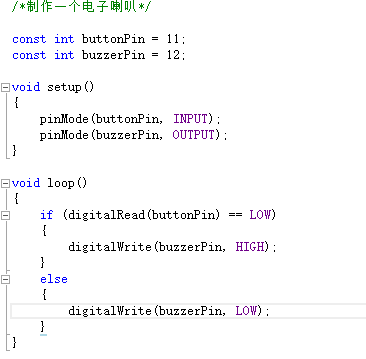 /*制作一个电子喇叭*/
const int buttonPin = 11;
const int buzzerPin = 12;
void setup()
{
    pinMode(buttonPin, INPUT);
    pinMode(buzzerPin, OUTPUT);
}
void loop()
{
    if (digitalRead(buttonPin) == LOW)
    {
        digitalWrite(buzzerPin, HIGH);
    }
    else
    {
        digitalWrite(buzzerPin, LOW);
    }
}